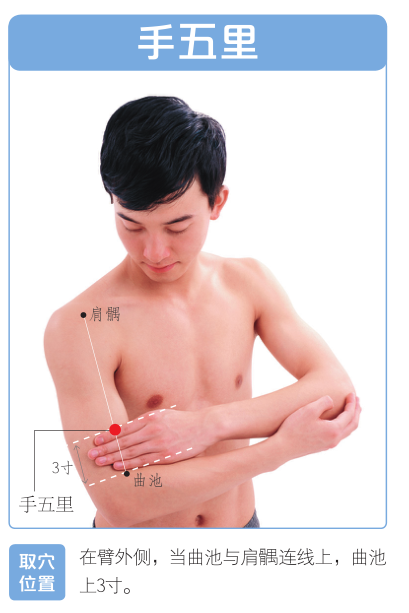 手五里
肩髃
3寸
曲池
手五里
取穴
位置
在臂外侧，当曲池与肩髃连线上，曲池
上3寸。